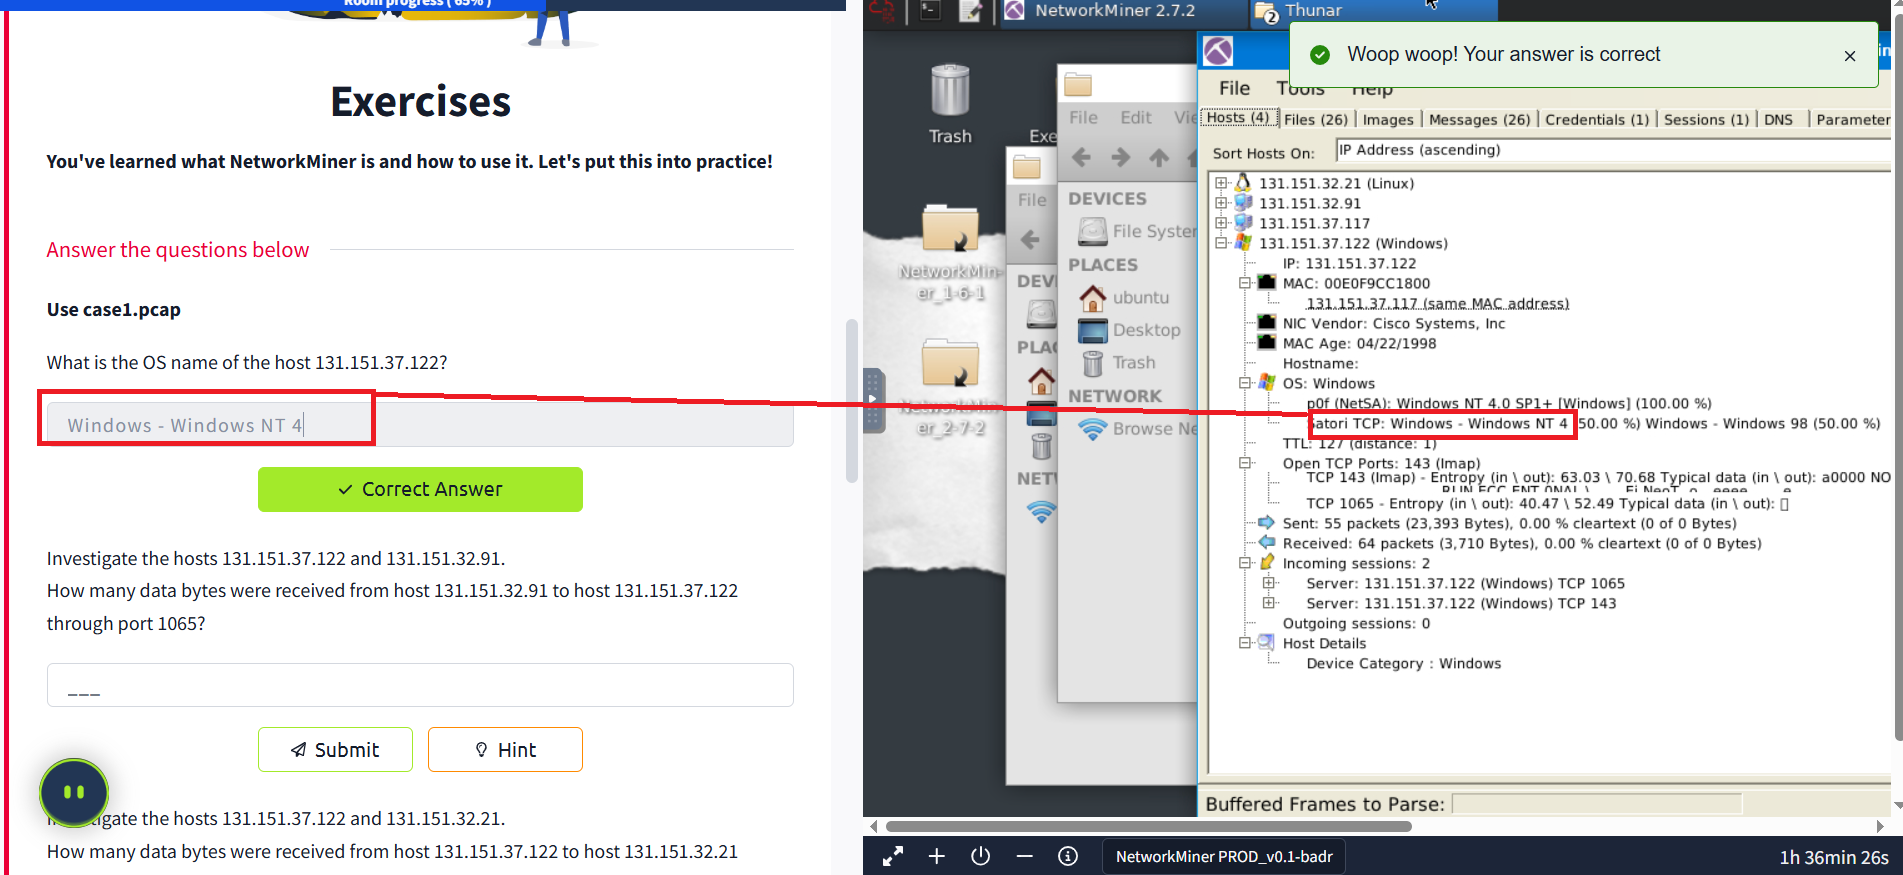 Room progress ( 65% )
Exercises
You've learned what NetworkMiner is and how to use it. Let's put this into practice!
Answer the questions below
Use case1.pcap
What is the OS name of the host 131.151.37.122?
Windows - Windows NT 4
Correct Answer
Investigate the hosts 131.151.37.122 and 131.151.32.91.
How many data bytes were received from host 131.151.32.91 to host 131.151.37.122
through port 1065?
___
Submit
Hint
gate the hosts 131.151.37.122 and 131.151.32.21.
How many data bytes were received from host 131.151.37.122 to host 131.151.32.21
NetworkMiner 2.7.2
2
Thunar
Woop woop! Your answer is correct
Trash
Exe
NetworkMin-
er_1-6-1
NetworkMin-
er_2-7-2
File
DEV
PLA
NET
File Edit Vie
DEVICES
File Syster
PLACES
ubuntu
Desktop
Trash
NETWORK
Browse Ne
in
File Tools Help
Hosts (4) Files (26) Images Messages (26) Credentials (1) Sessions (1) DNS Parameter
Sort Hosts On: IP Address (ascending)
131.151.32.21 (Linux)
131.151.32.91
131.151.37.117
131.151.37.122 (Windows)
IP: 131.151.37.122
MAC: 00E0F9CC1800
131.151.37.117 (same MAC address)
NIC Vendor: Cisco Systems, Inc
MAC Age: 04/22/1998
Hostname:
OS: Windows
p0f (NetSA): Windows NT 4.0 SP1+ [Windows] (100.00 %)
Satori TCP: Windows - Windows NT 4 (50.00 %) Windows - Windows 98 (50.00 %)
TTL: 127 (distance: 1)
Open TCP Ports: 143 (Imap)
TCP 143 (Imap) - Entropy (in \ out): 63.03 \ 70.68 Typical data (in \ out): a0000 NO
TCP 1065 - Entropy (in \ out): 40.47 \ 52.49 Typical data (in \ out):
Sent: 55 packets (23,393 Bytes), 0.00 % cleartext (0 of 0 Bytes)
Received: 64 packets (3,710 Bytes), 0.00 % cleartext (0 of 0 Bytes)
Incoming sessions: 2
Server: 131.151.37.122 (Windows) TCP 1065
Server: 131.151.37.122 (Windows) TCP 143
Outgoing sessions: 0
Host Details
Device Category : Windows
Buffered Frames to Parse:
NetworkMiner PROD_v0.1-badr
1h 36min 26s